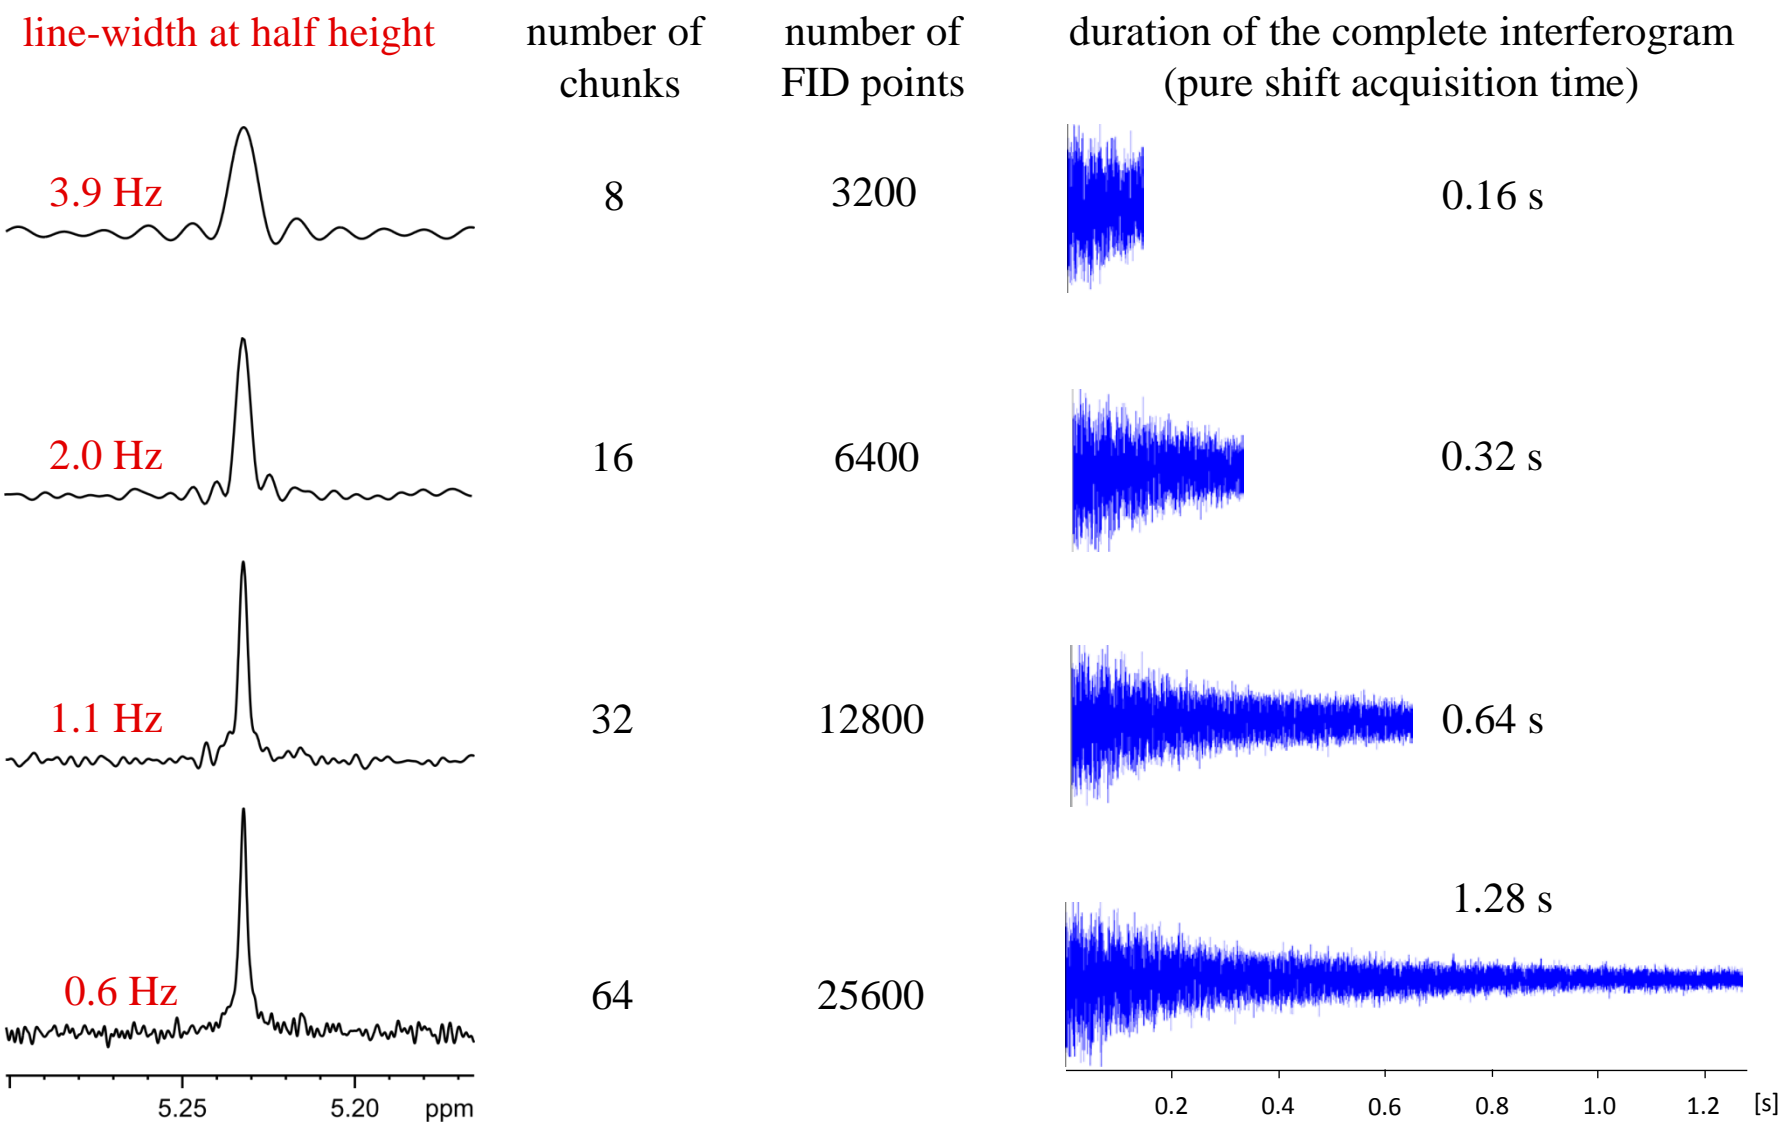 line-width at half height
number of
chunks
number of
FID points
duration of the complete interferogram
(pure shift acquisition time)
3.9 Hz
8
3200
0.16 s
2.0 Hz
16
6400
0.32 s
1.1 Hz
32
12800
0.64 s
0.6 Hz
64
25600
1.28 s
5.25 5.20 ppm
0.2 0.4 0.6 0.8 1.0 1.2 [s]